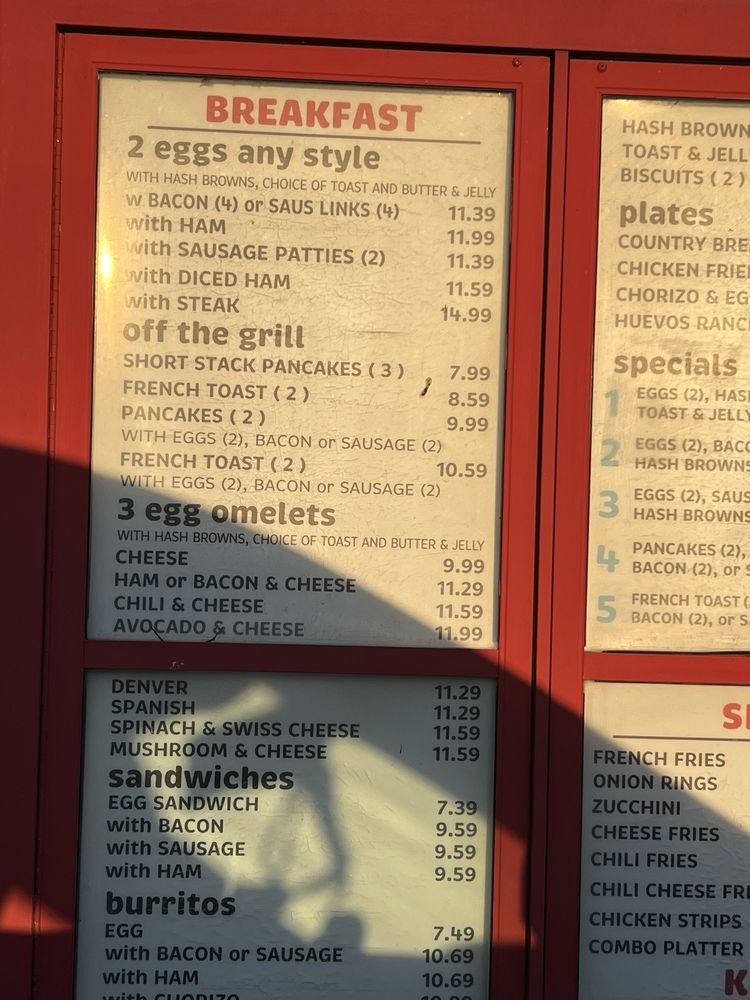 BREAKFAST
2 eggs any style
WITH HASH BROWNS, CHOICE OF TOAST AND BUTTER & JELLY
w BACON (4) or SAUS LINKS (4) 11.39
with HAM 11.99
with SAUSAGE PATTIES (2) 11.39
with DICED HAM 11.59
with STEAK 14.99
off the grill
SHORT STACK PANCAKES ( 3 ) 7.99
FRENCH TOAST ( 2 ) 8.59
PANCAKES ( 2 ) 9.99
WITH EGGS (2), BACON or SAUSAGE (2)
FRENCH TOAST ( 2 ) 10.59
WITH EGGS (2), BACON or SAUSAGE (2)
3 egg omelets
WITH HASH BROWNS, CHOICE OF TOAST AND BUTTER & JELLY
CHEESE 9.99
HAM or BACON & CHEESE 11.29
CHILI & CHEESE 11.59
AVOCADO & CHEESE 11.99
DENVER 11.29
SPANISH 11.29
SPINACH & SWISS CHEESE 11.59
MUSHROOM & CHEESE 11.59
sandwiches
EGG SANDWICH 7.39
with BACON 9.59
with SAUSAGE 9.59
with HAM 9.59
burritos
EGG 7.49
with BACON or SAUSAGE 10.69
with HAM 10.69
with CHORIZO
HASH BROWN
TOAST & JELL
BISCUITS ( 2 )
plates
COUNTRY BRE
CHICKEN FRIE
CHORIZO & EG
HUEVOS RANC
specials
1 EGGS (2), HAS
TOAST & JELLY
2 EGGS (2), BACO
HASH BROWNS
3 EGGS (2), SAUS
HASH BROWNS
4 PANCAKES (2),
BACON (2), or S
5 FRENCH TOAST (
BACON (2), or S
FRENCH FRIES
ONION RINGS
ZUCCHINI
CHEESE FRIES
CHILI FRIES
CHILI CHEESE FRI
CHICKEN STRIPS
COMBO PLATTER
K